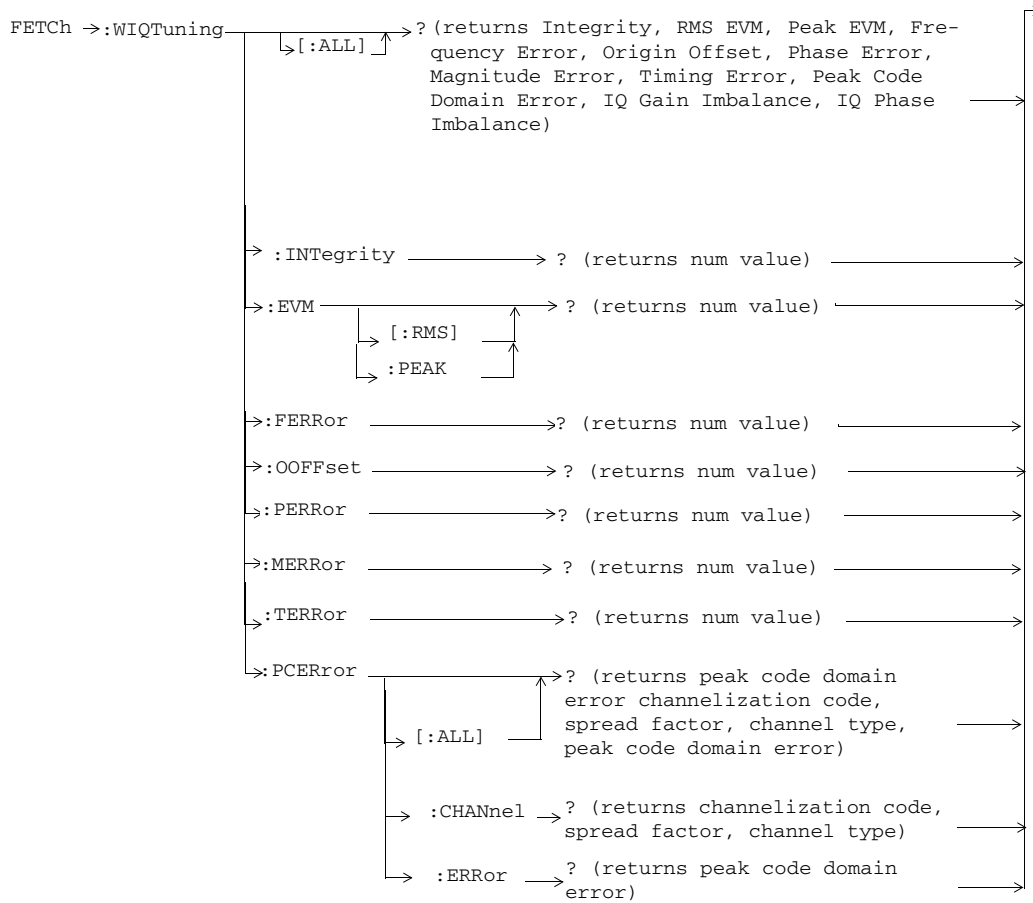 FETCh :WIQTuning ? (returns Integrity, RMS EVM, Peak EVM, Fre-
[:ALL] quency Error, Origin Offset, Phase Error,
Magnitude Error, Timing Error, Peak Code
Domain Error, IQ Gain Imbalance, IQ Phase
Imbalance)
:INTegrity ? (returns num value)
:EVM ? (returns num value)
[:RMS]
:PEAK
:FERRor ? (returns num value)
:OOFFset ? (returns num value)
:PERRor ? (returns num value)
:MERRor ? (returns num value)
:TERRor ? (returns num value)
:PCERror ? (returns peak code domain
error channelization code,
spread factor, channel type,
[:ALL] peak code domain error)
:CHANnel ? (returns channelization code,
spread factor, channel type)
:ERRor ? (returns peak code domain
error)